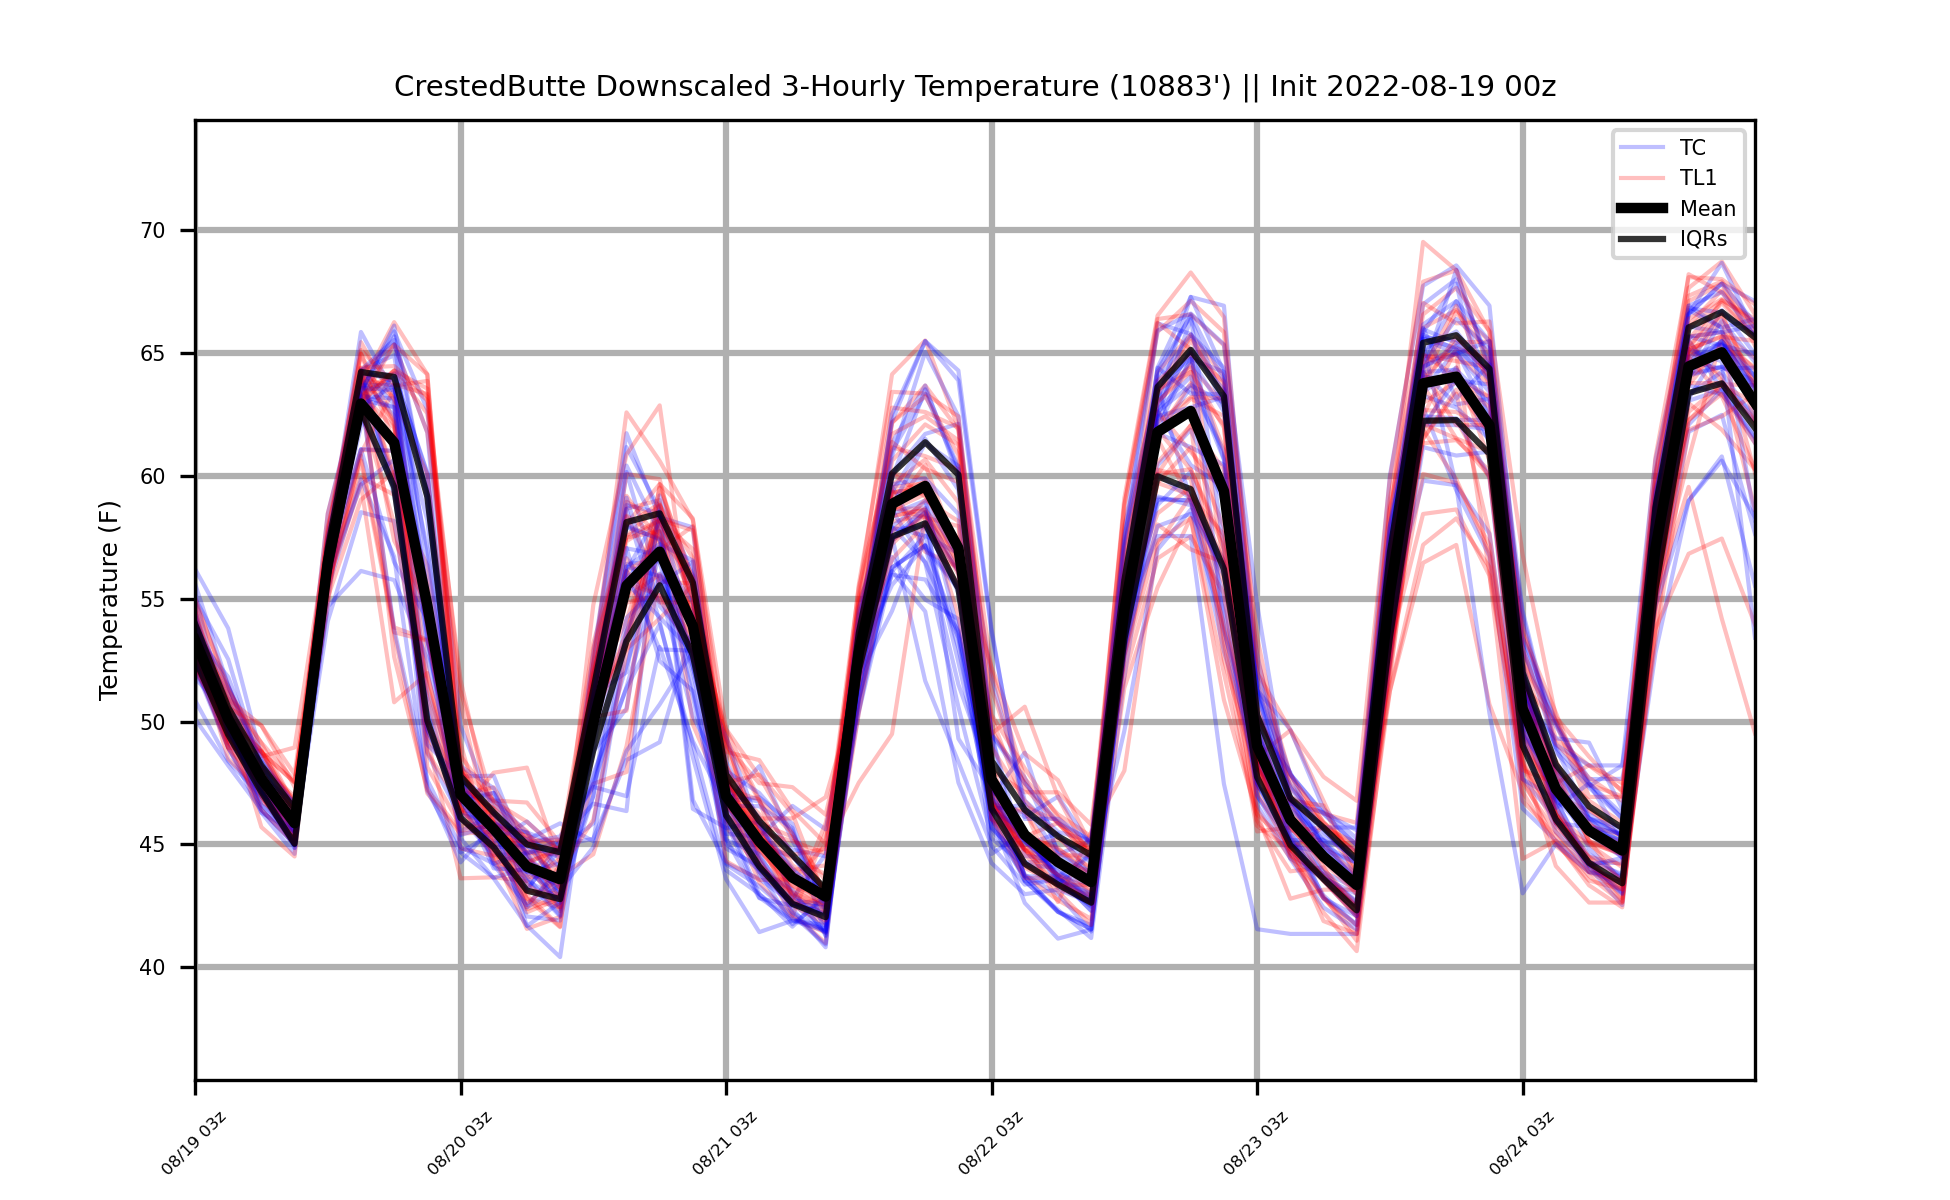 CrestedButte Downscaled 3-Hourly Temperature (10883') || Init 2022-08-19 00z
TC
TL1
Mean
IQRs
Temperature (F)
70
65
60
55
50
45
40
08/19 03z
08/20 03z
08/21 03z
08/22 03z
08/23 03z
08/24 03z